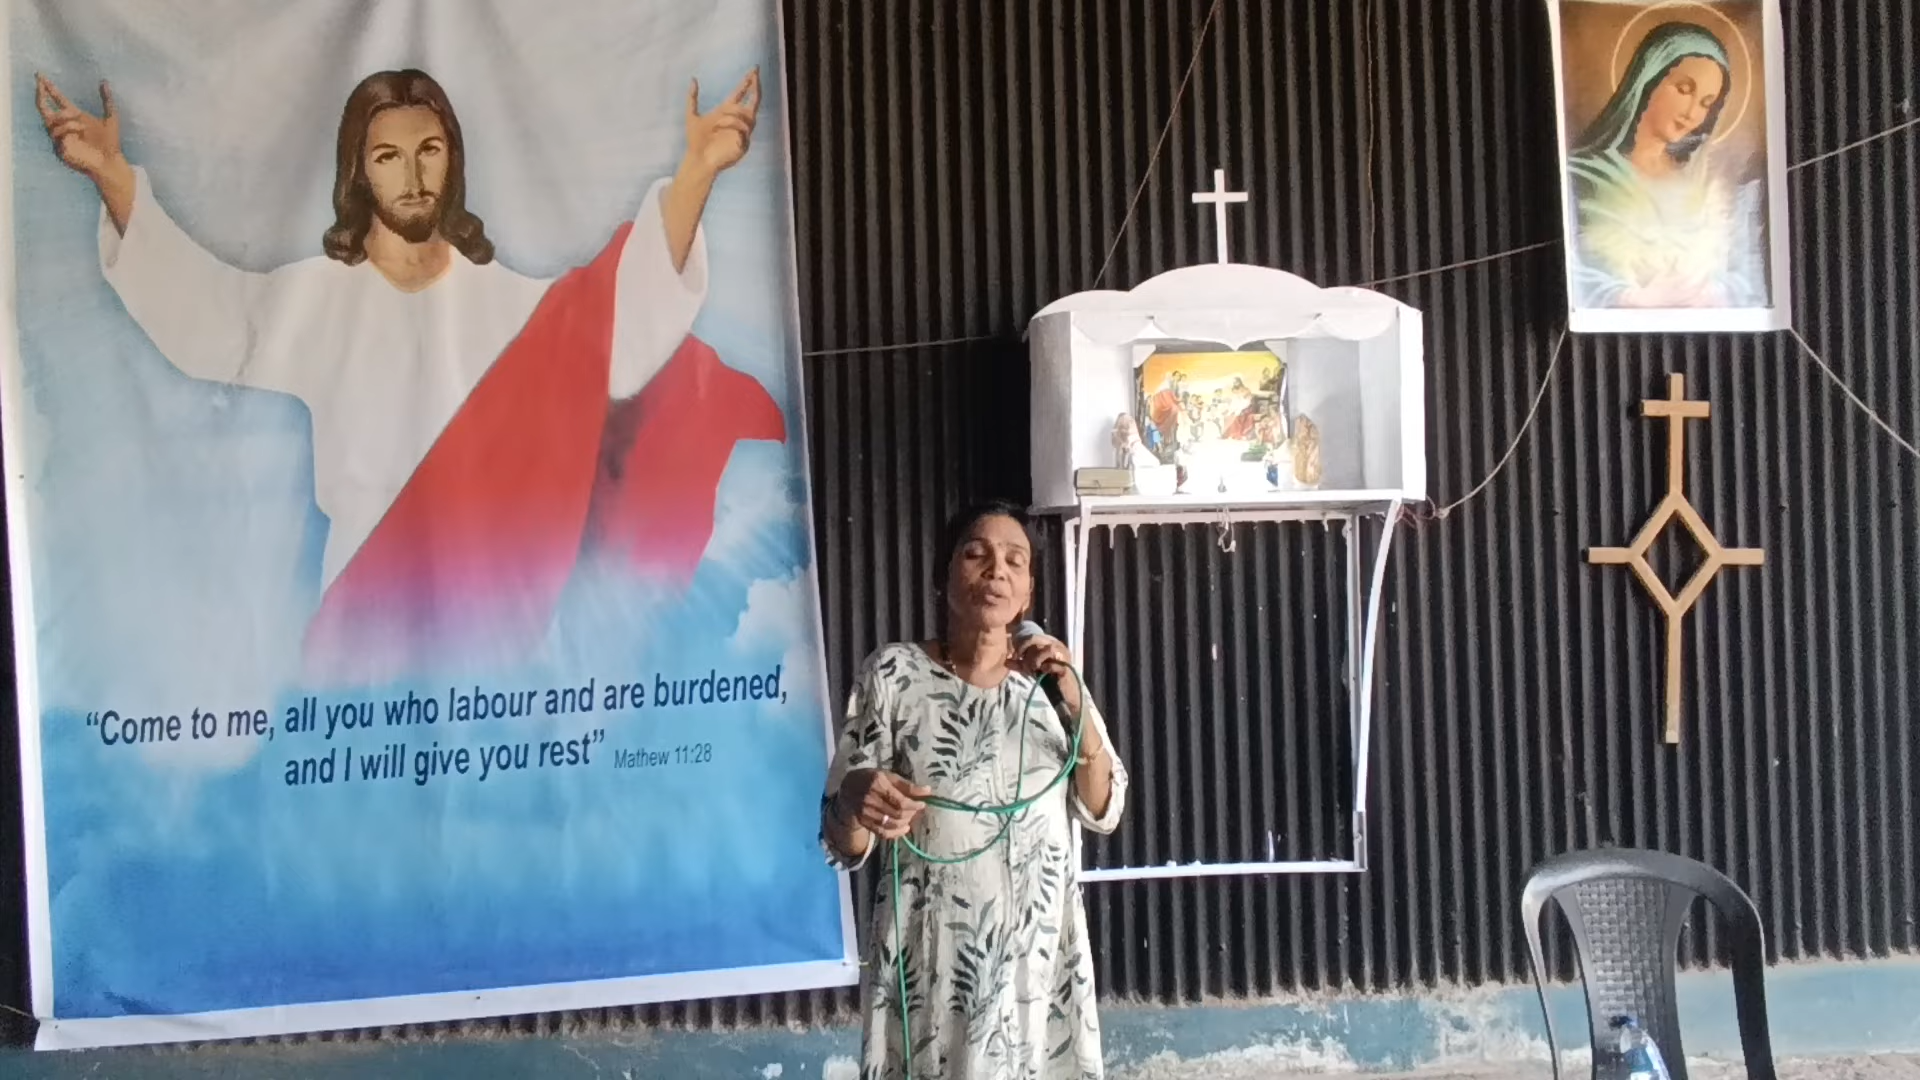 “Come to me, all you who labour and are burdened,
and I will give you rest” Mathew 11:28